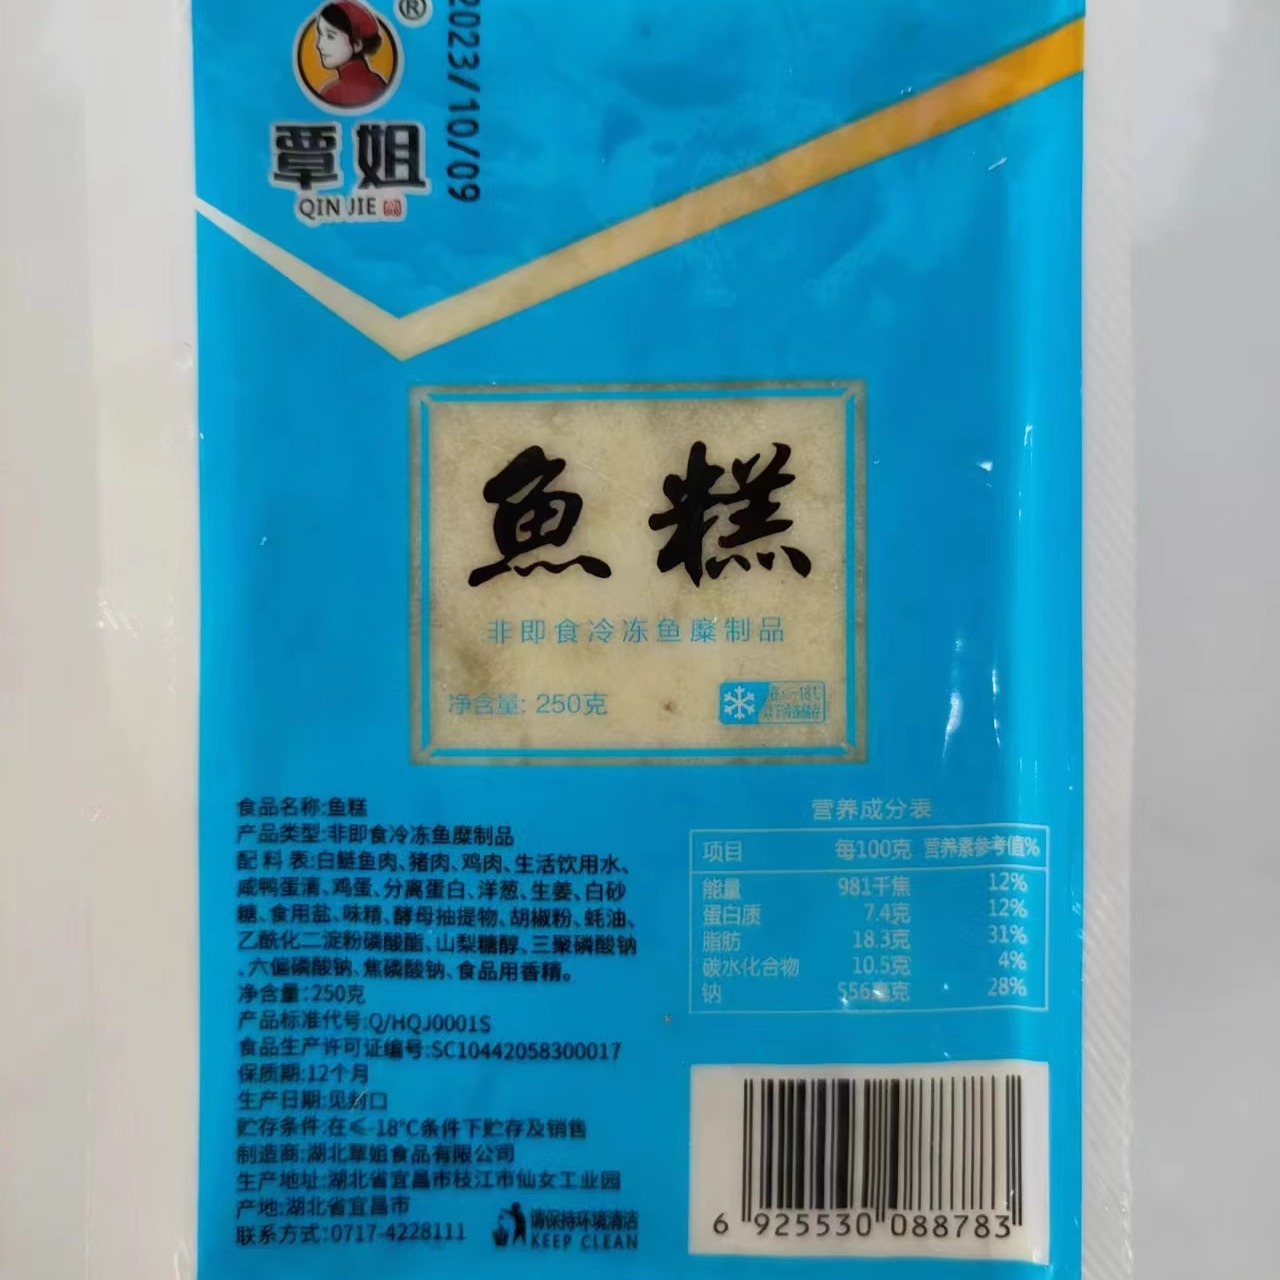 ®
覃姐
QIN JIE
2023/10/09
鱼糕
非即食冷冻鱼糜制品
净含量: 250克
在≤-18℃
以下冷冻储存
食品名称:鱼糕
产品类型:非即食冷冻鱼糜制品
配料表:白鲢鱼肉、猪肉、鸡肉、生活饮用水、
咸鸭蛋清、鸡蛋、分离蛋白、洋葱、生姜、白砂
糖、食用盐、味精、酵母抽提物、胡椒粉、蚝油、
乙酰化二淀粉磷酸酯、山梨糖醇、三聚磷酸钠
、六偏磷酸钠、焦磷酸钠、食品用香精。
净含量:250克
产品标准代号:Q/HQJ0001S
食品生产许可证编号:SC10442058300017
保质期:12个月
生产日期:见封口
贮存条件:在≤-18℃条件下贮存及销售
制造商:湖北覃姐食品有限公司
生产地址:湖北省宜昌市枝江市仙女工业园
产地:湖北省宜昌市
联系方式:0717-4228111
请保持环境清洁
KEEP CLEAN
营养成分表
项目 每100克 营养素参考值%
能量 981千焦 12%
蛋白质 7.4克 12%
脂肪 18.3克 31%
碳水化合物 10.5克 4%
钠 556毫克 28%
6 925530 088783